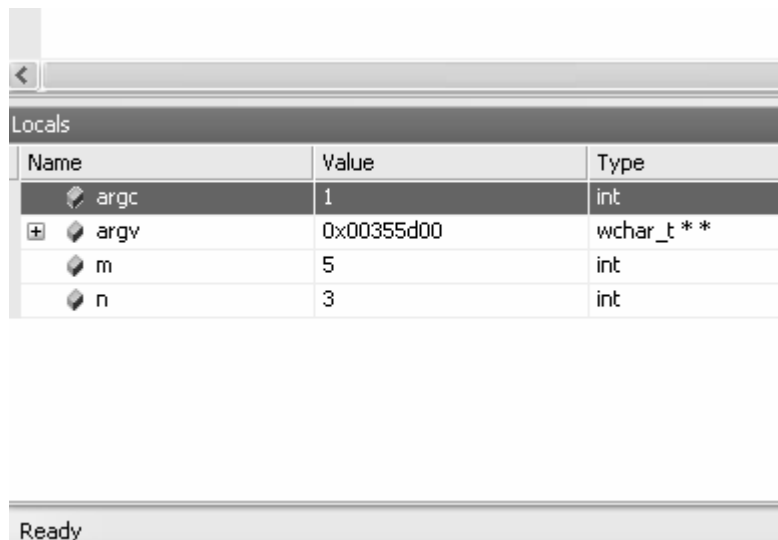 Locals
Name Value Type
argc 1 int
argv 0x00355d00 wchar_t * *
m 5 int
n 3 int
Ready